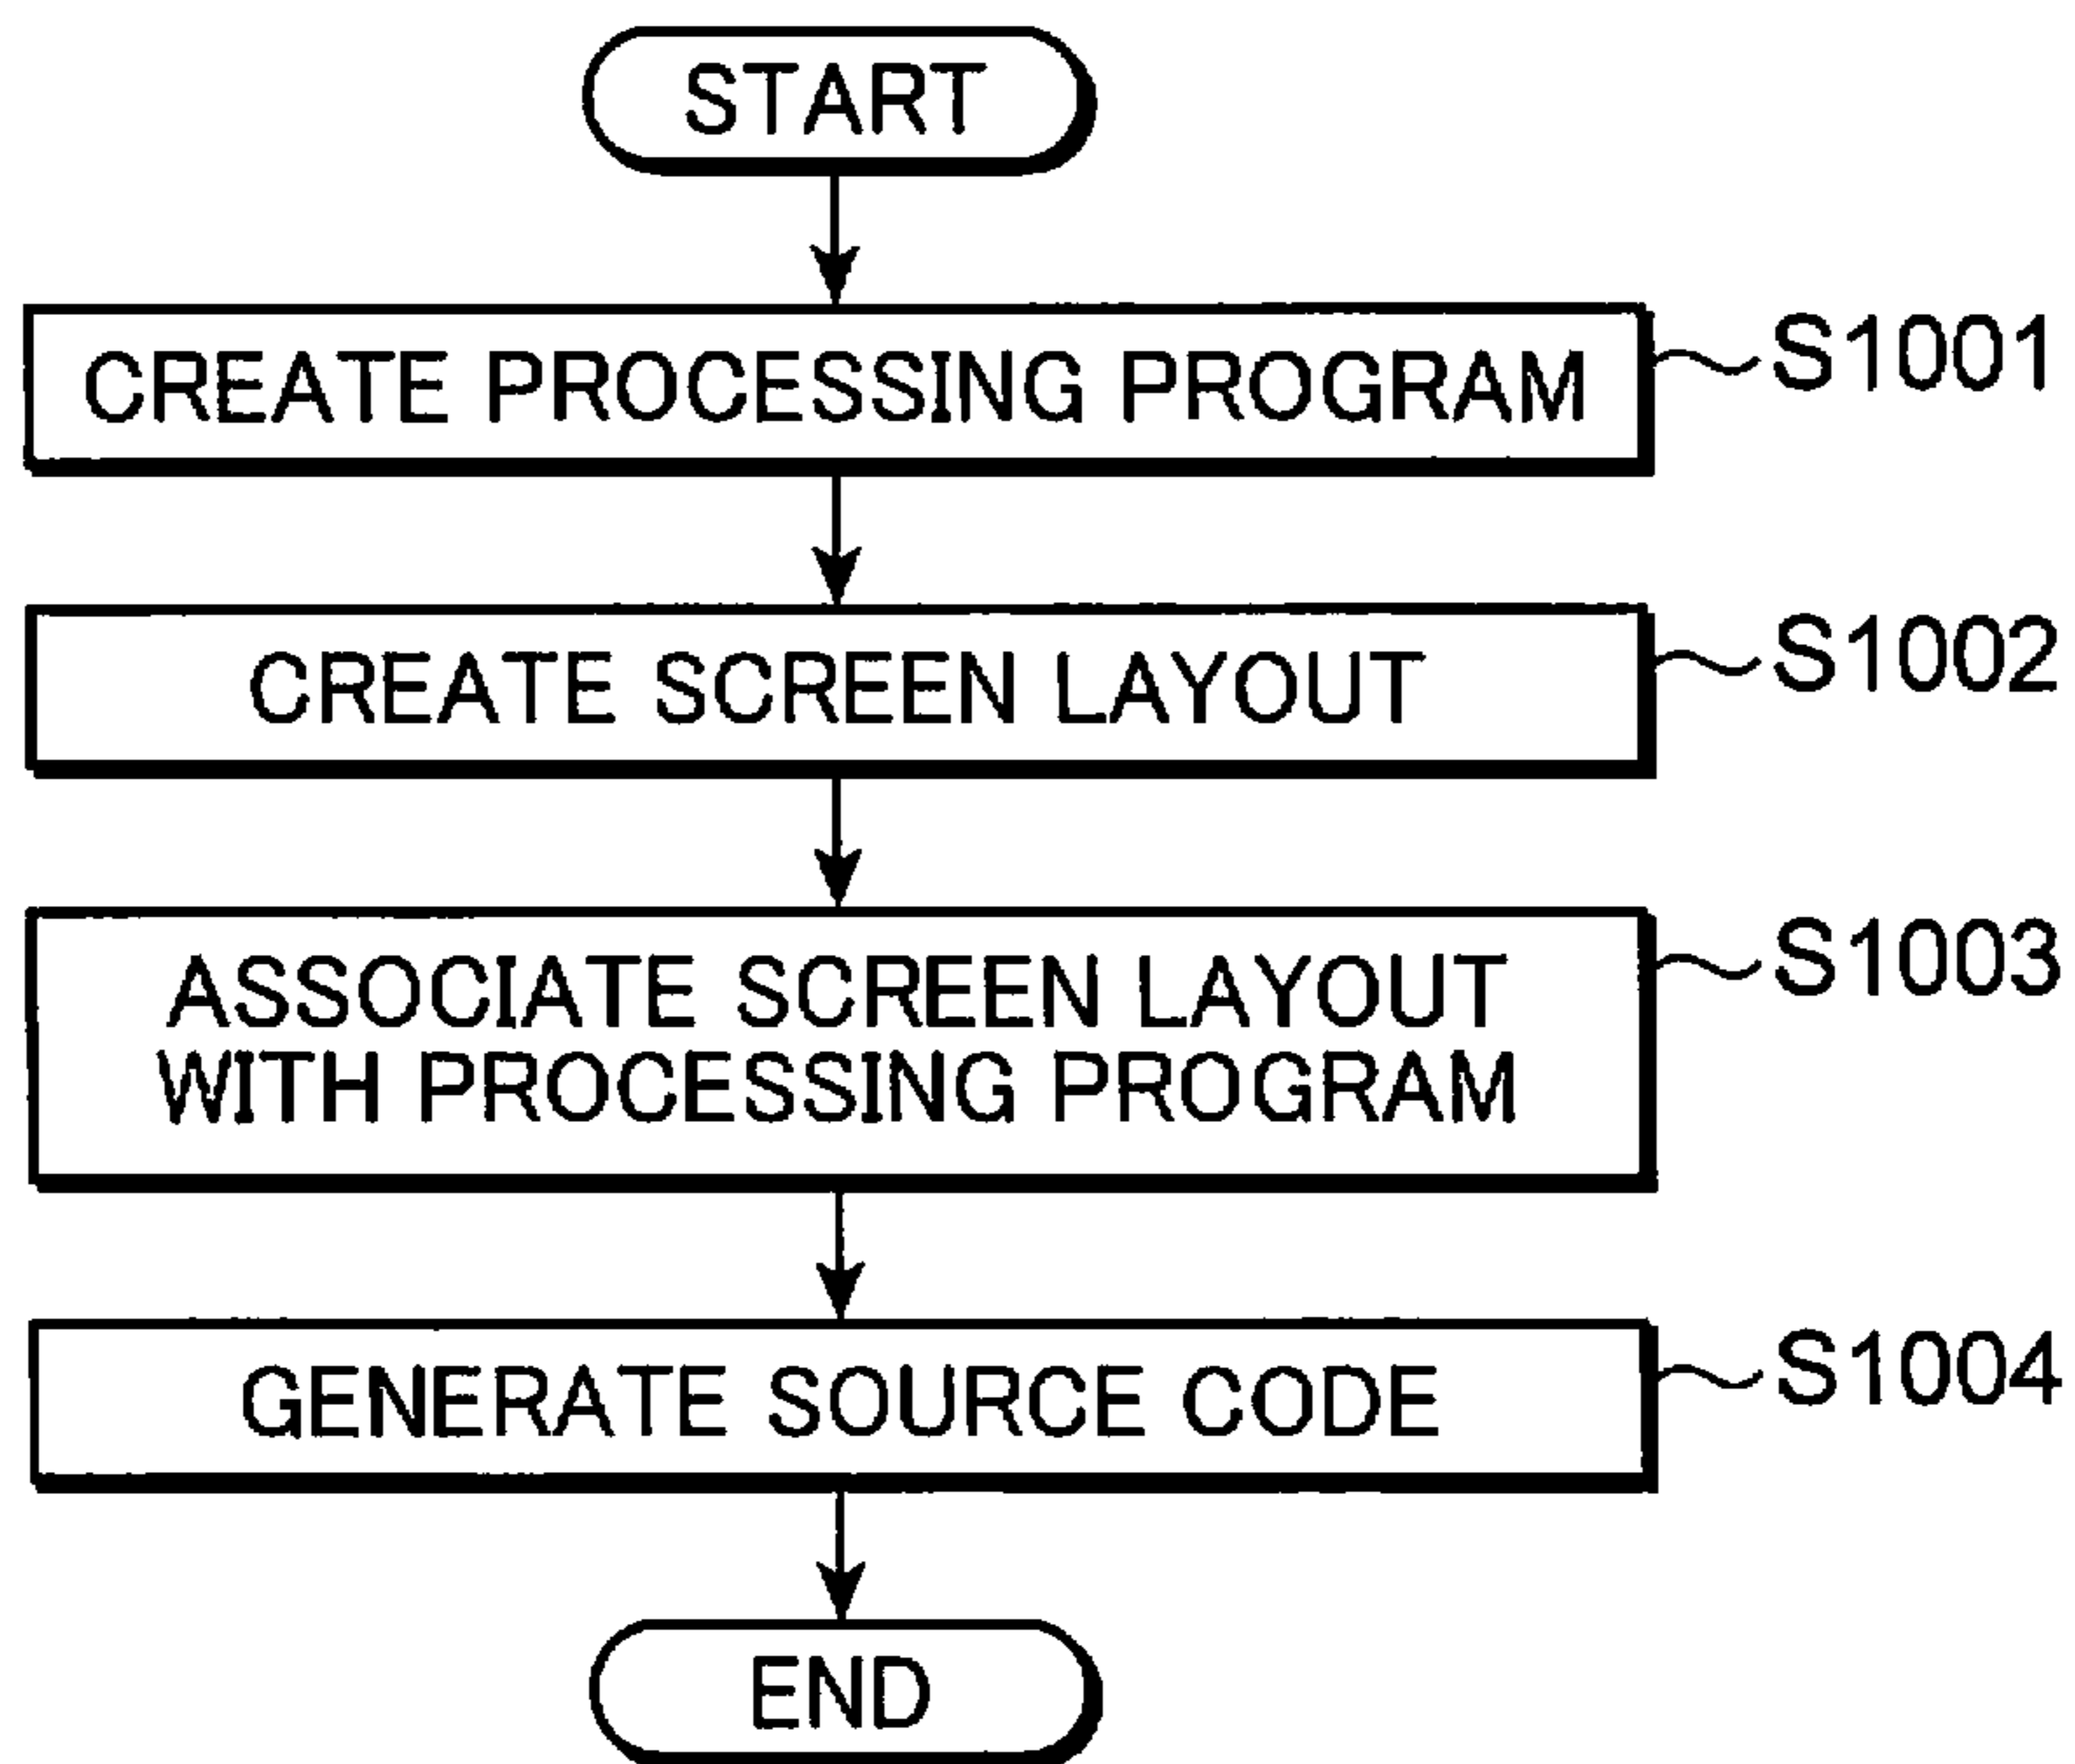 START
CREATE PROCESSING PROGRAM
S1001
CREATE SCREEN LAYOUT
S1002
ASSOCIATE SCREEN LAYOUT
WITH PROCESSING PROGRAM
S1003
GENERATE SOURCE CODE
S1004
END